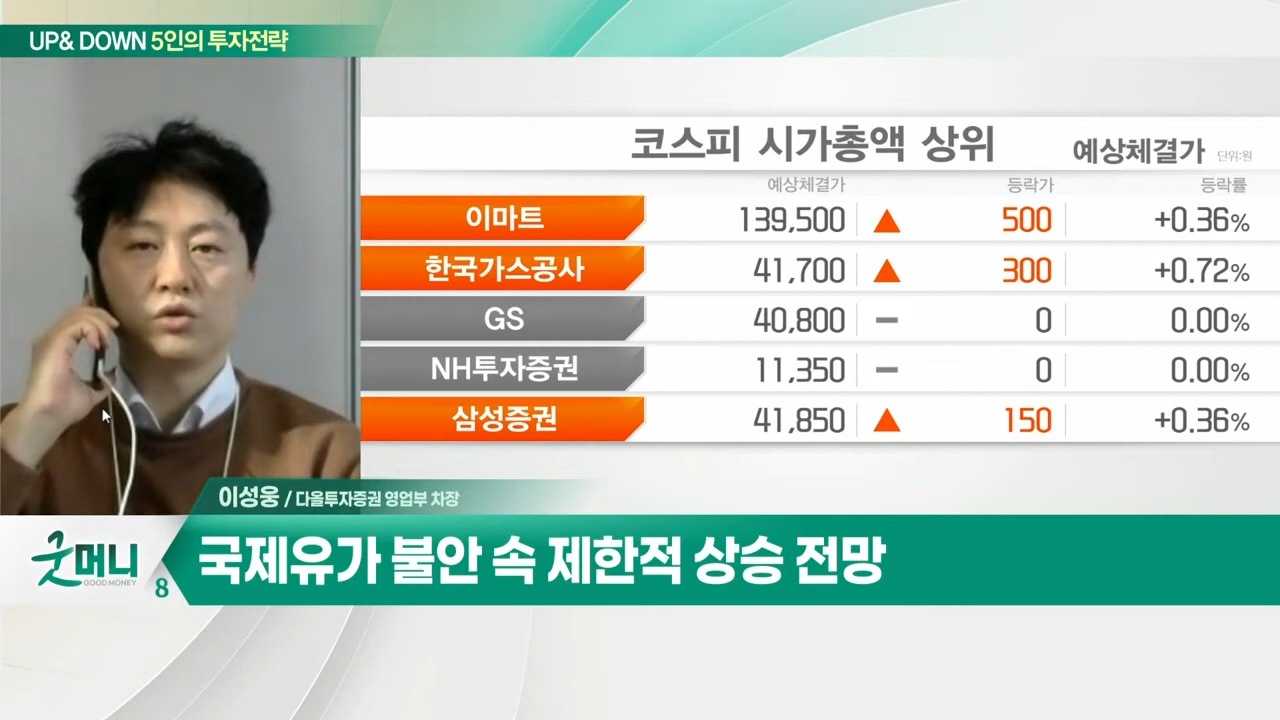 UP& DOWN 5인의 투자전략
코스피 시가총액 상위 예상체결가 단위:원
예상체결가 등락가 등락률
이마트 139,500 ▲ 500 +0.36%
한국가스공사 41,700 ▲ 300 +0.72%
GS 40,800 - 0 0.00%
NH투자증권 11,350 - 0 0.00%
삼성증권 41,850 ▲ 150 +0.36%
이성웅 / 다올투자증권 영업부 차장
굿머니
GOOD MONEY
8
국제유가 불안 속 제한적 상승 전망